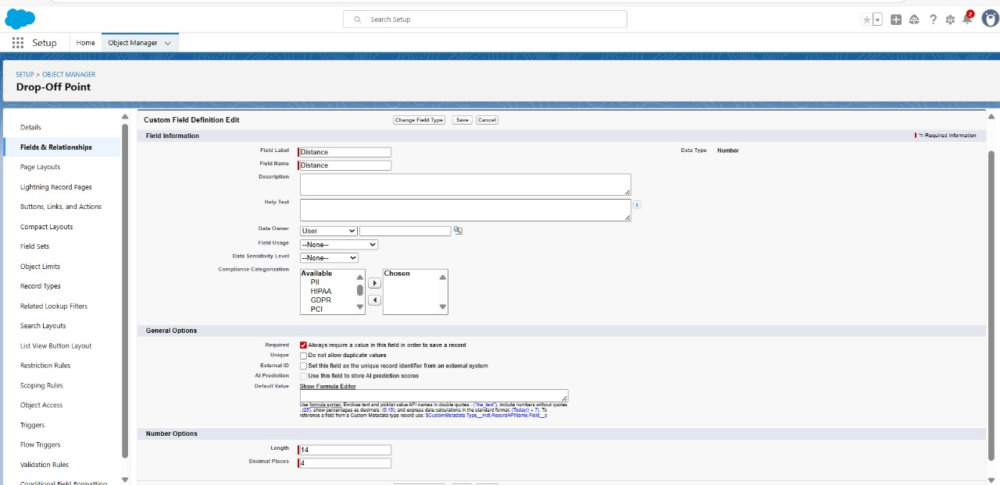 Search Setup
2
Setup
Home
Object Manager
SETUP > OBJECT MANAGER
Drop-Off Point
Details
Fields & Relationships
Page Layouts
Lightning Record Pages
Buttons, Links, and Actions
Compact Layouts
Field Sets
Object Limits
Record Types
Related Lookup Filters
Search Layouts
List View Button Layout
Restriction Rules
Scoping Rules
Object Access
Triggers
Flow Triggers
Validation Rules
Conditional Field Formatting
Custom Field Definition Edit
Change Field Type
Save
Cancel
Field Information
= Required Information
Field Label
Distance
Data Type
Number
Field Name
Distance
Description
Help Text
i
Data Owner
User
Field Usage
--None--
Data Sensitivity Level
--None--
Compliance Categorization
Available
PII
HIPAA
GDPR
PCI
Chosen
General Options
Required
Always require a value in this field in order to save a record
Unique
Do not allow duplicate values
External ID
Set this field as the unique record identifier from an external system
AI Prediction
Use this field to store AI prediction scores
Default Value
Show Formula Editor
Use formula syntax: Enclose text and picklist value API names in double quotes : ("the_text"), include numbers without quotes
: (25), show percentages as decimals: (0.10), and express date calculations in the standard format: (Today() + 7). To
reference a field from a Custom Metadata type record use: $CustomMetadata.Type__mdt.RecordAPIName.Field__c
Number Options
Length
14
Decimal Places
4